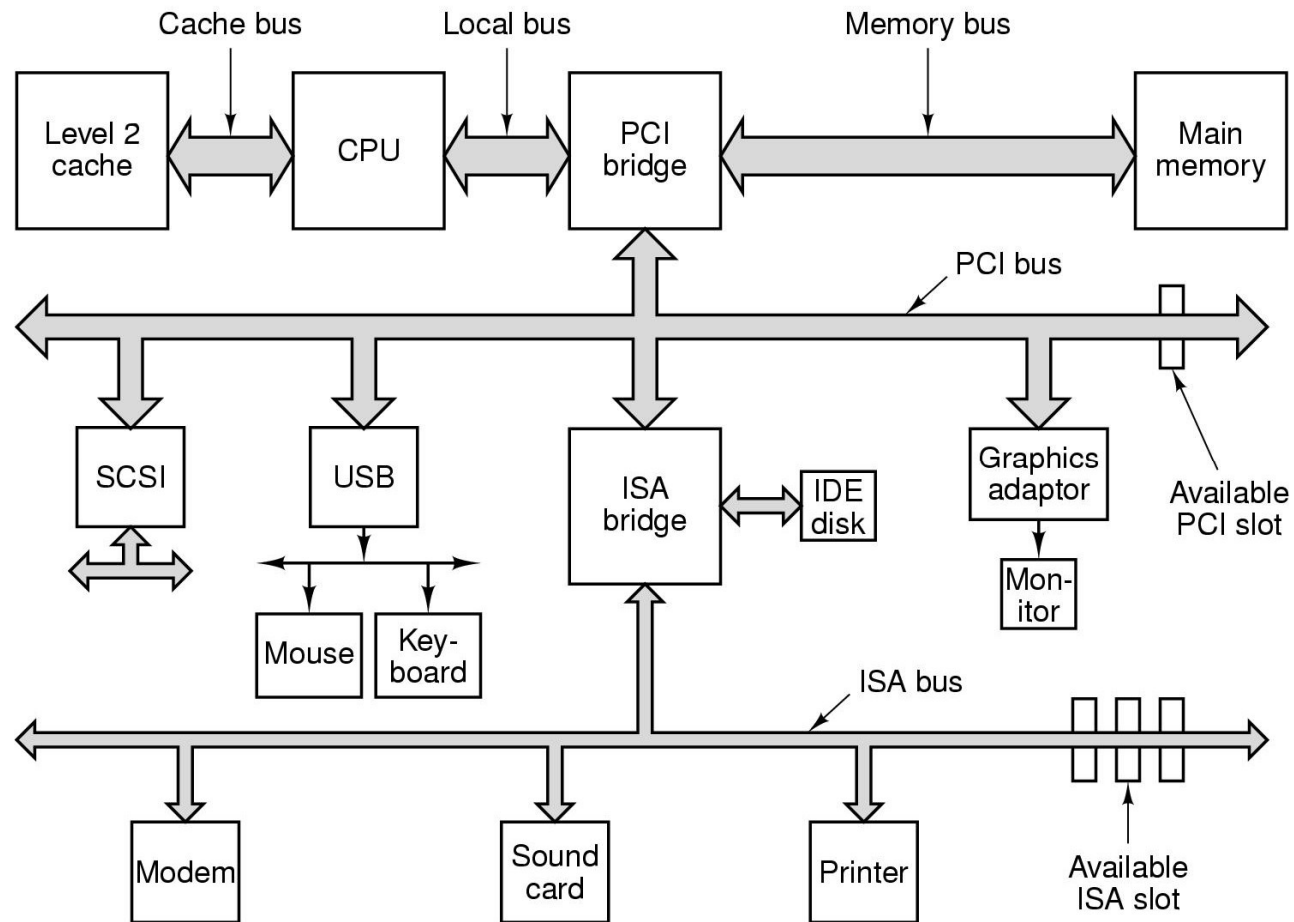 Cache bus
Local bus
Memory bus
Level 2
cache
CPU
PCI
bridge
Main
memory
PCI bus
SCSI
USB
ISA
bridge
IDE
disk
Graphics
adaptor
Available
PCI slot
Mon-
itor
Mouse
Key-
board
ISA bus
Modem
Sound
card
Printer
Available
ISA slot